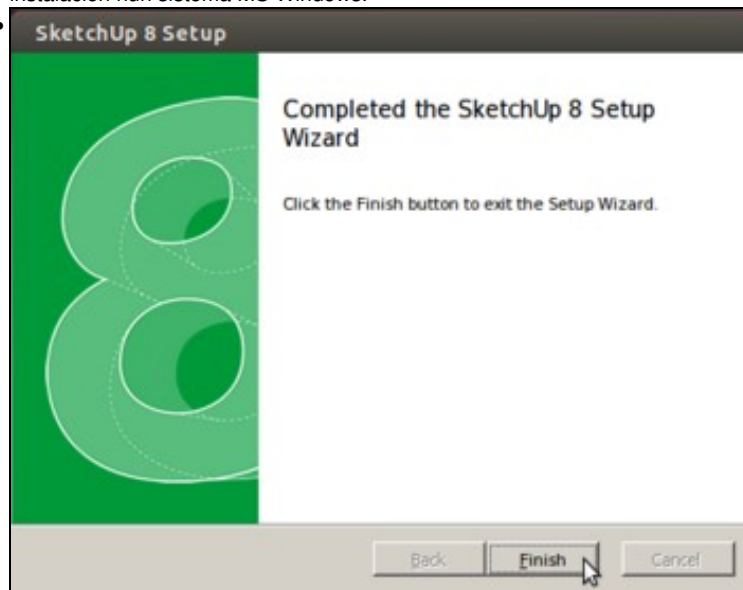 SketchUp 8 Setup
Completed the SketchUp 8 Setup
Wizard
Click the Finish button to exit the Setup Wizard.
Back Finish Cancel